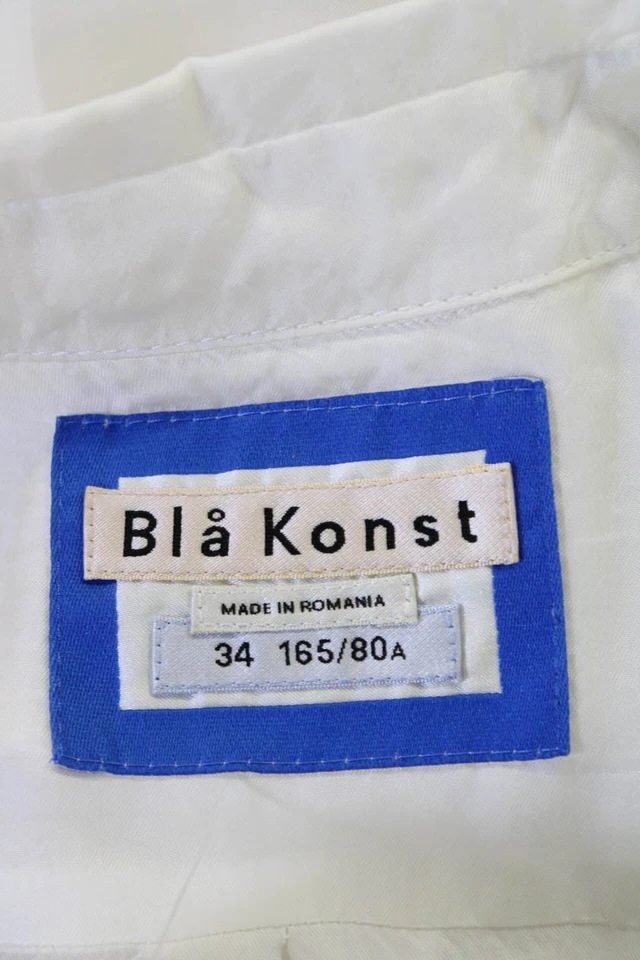 Blå Konst
MADE IN ROMANIA
34 165/80A